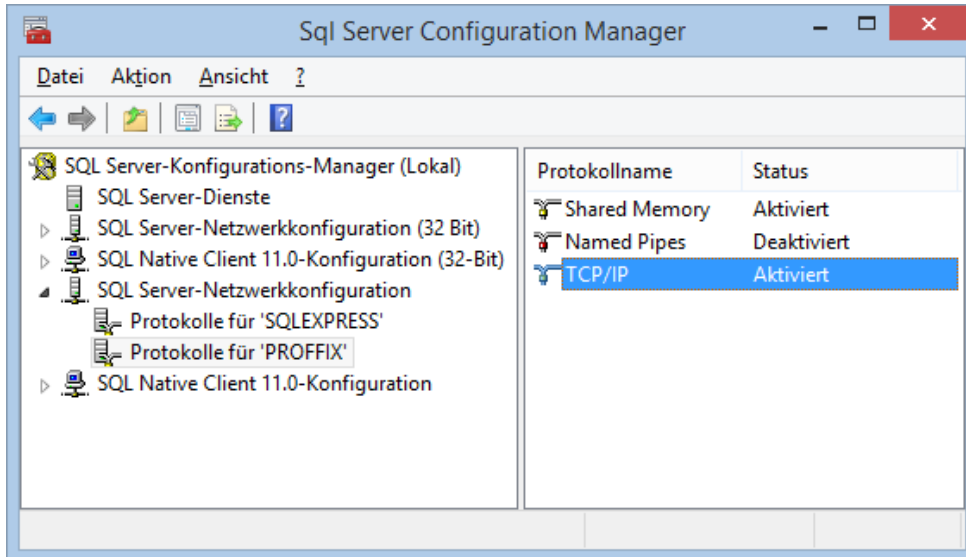 Sql Server Configuration Manager
Datei Aktion Ansicht ?
SQL Server-Konfigurations-Manager (Lokal)
SQL Server-Dienste
SQL Server-Netzwerkkonfiguration (32 Bit)
SQL Native Client 11.0-Konfiguration (32-Bit)
SQL Server-Netzwerkkonfiguration
Protokolle für 'SQLEXPRESS'
Protokolle für 'PROFFIX'
SQL Native Client 11.0-Konfiguration
Protokollname Status
Shared Memory Aktiviert
Named Pipes Deaktiviert
TCP/IP Aktiviert